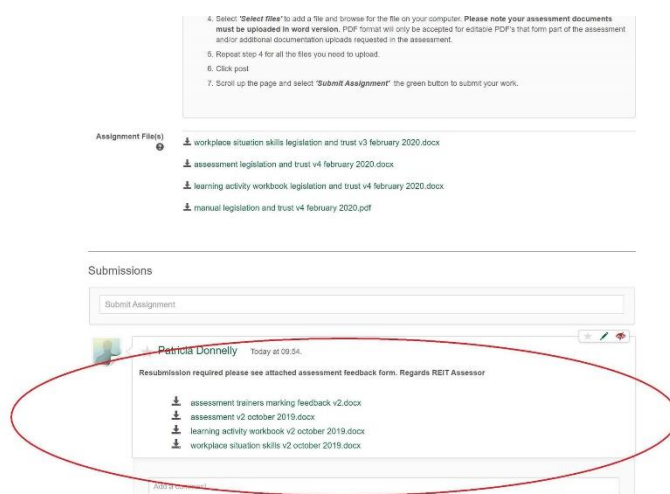 4. Select 'Select files' to add a file and browse for the file on your computer. Please note your assessment documents
must be uploaded in word version. PDF format will only be accepted for editable PDF's that form part of the assessment
and/or additional documentation uploads requested in the assessment.
5. Repeat step 4 for all the files you need to upload.
6. Click post
7. Scroll up the page and select 'Submit Assignment' the green button to submit your work.
Assignment File(s)
workplace situation skills legislation and trust v3 february 2020.docx
assessment legislation and trust v4 february 2020.docx
learning activity workbook legislation and trust v4 february 2020.docx
manual legislation and trust v4 february 2020.pdf
Submissions
Submit Assignment
Patricia Donnelly Today at 09:54.
Resubmission required please see attached assessment feedback form. Regards REIT Assessor
assessment trainers marking feedback v2.docx
assessment v2 october 2019.docx
learning activity workbook v2 october 2019.docx
workplace situation skills v2 october 2019.docx
Add a comment